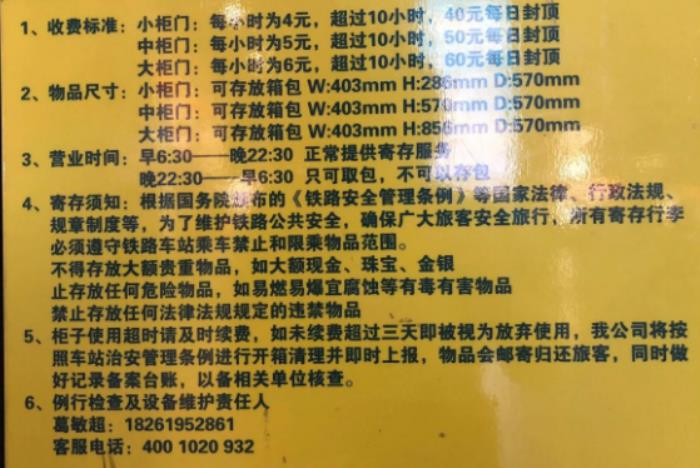 1、收费标准：小柜门：每小时为4元，超过10小时，40元每日封顶
中柜门：每小时为5元，超过10小时，50元每日封顶
大柜门：每小时为6元，超过10小时，60元每日封顶
2、物品尺寸：小柜门：可存放箱包 W:403mm H:286mm D:570mm
中柜门：可存放箱包 W:403mm H:570mm D:570mm
大柜门：可存放箱包 W:403mm H:856mm D:570mm
3、营业时间：早6:30——晚22:30 正常提供寄存服务
晚22:30——早6:30 只可取包，不可以存包
4、寄存须知：根据国务院颁布的《铁路安全管理条例》等国家法律、行政法规、
规章制度等，为了维护铁路公共安全，确保广大旅客安全旅行，所有寄存行李
必须遵守铁路车站乘车禁止和限乘物品范围。
不得存放大额贵重物品，如大额现金、珠宝、金银
止存放任何危险物品，如易燃易爆宜腐蚀等有毒有害物品
禁止存放任何法律法规规定的违禁物品
5、柜子使用超时请及时续费，如未续费超过三天即被视为放弃使用，我公司将按
照车站治安管理条例进行开箱清理并即时上报，物品会邮寄归还旅客，同时做
好记录备案台账，以备相关单位核查。
6、例行检查及设备维护责任人
葛敏超：18261952861
客服电话：400 1020 932